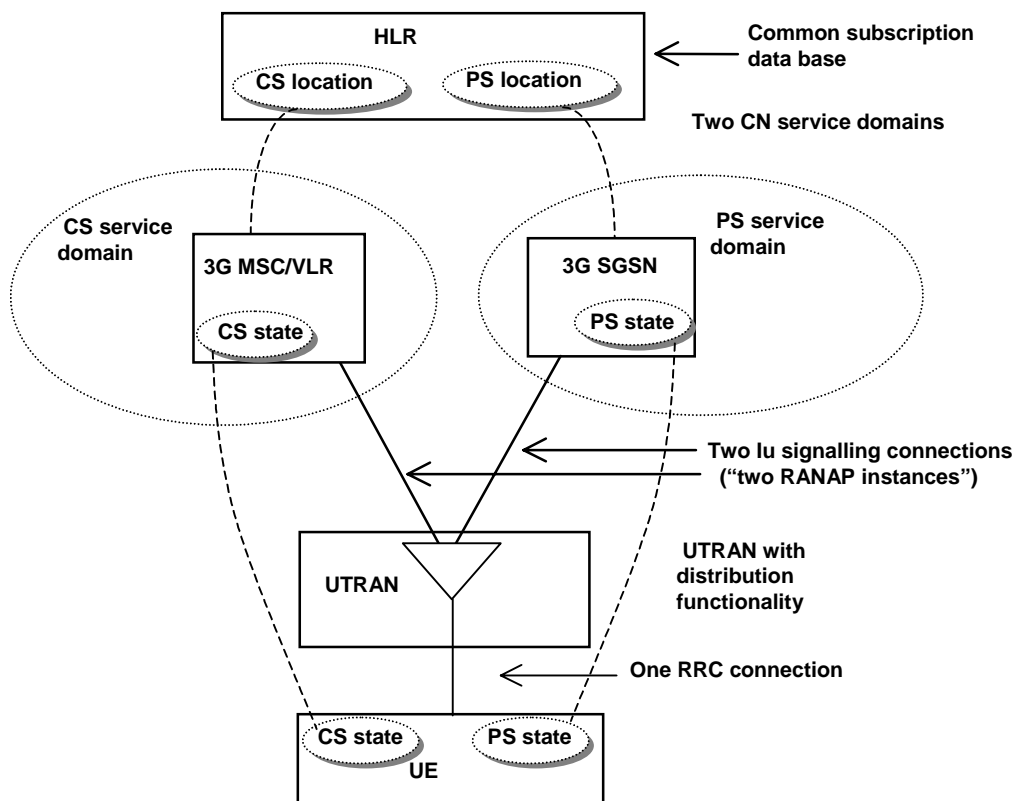 HLR
Common subscription
data base
CS location
PS location
Two CN service domains
CS service
domain
PS service
domain
3G MSC/VLR
3G SGSN
CS state
PS state
Two Iu signalling connections
(“two RANAP instances”)
UTRAN
UTRAN with
distribution
functionality
One RRC connection
CS state
PS state
UE